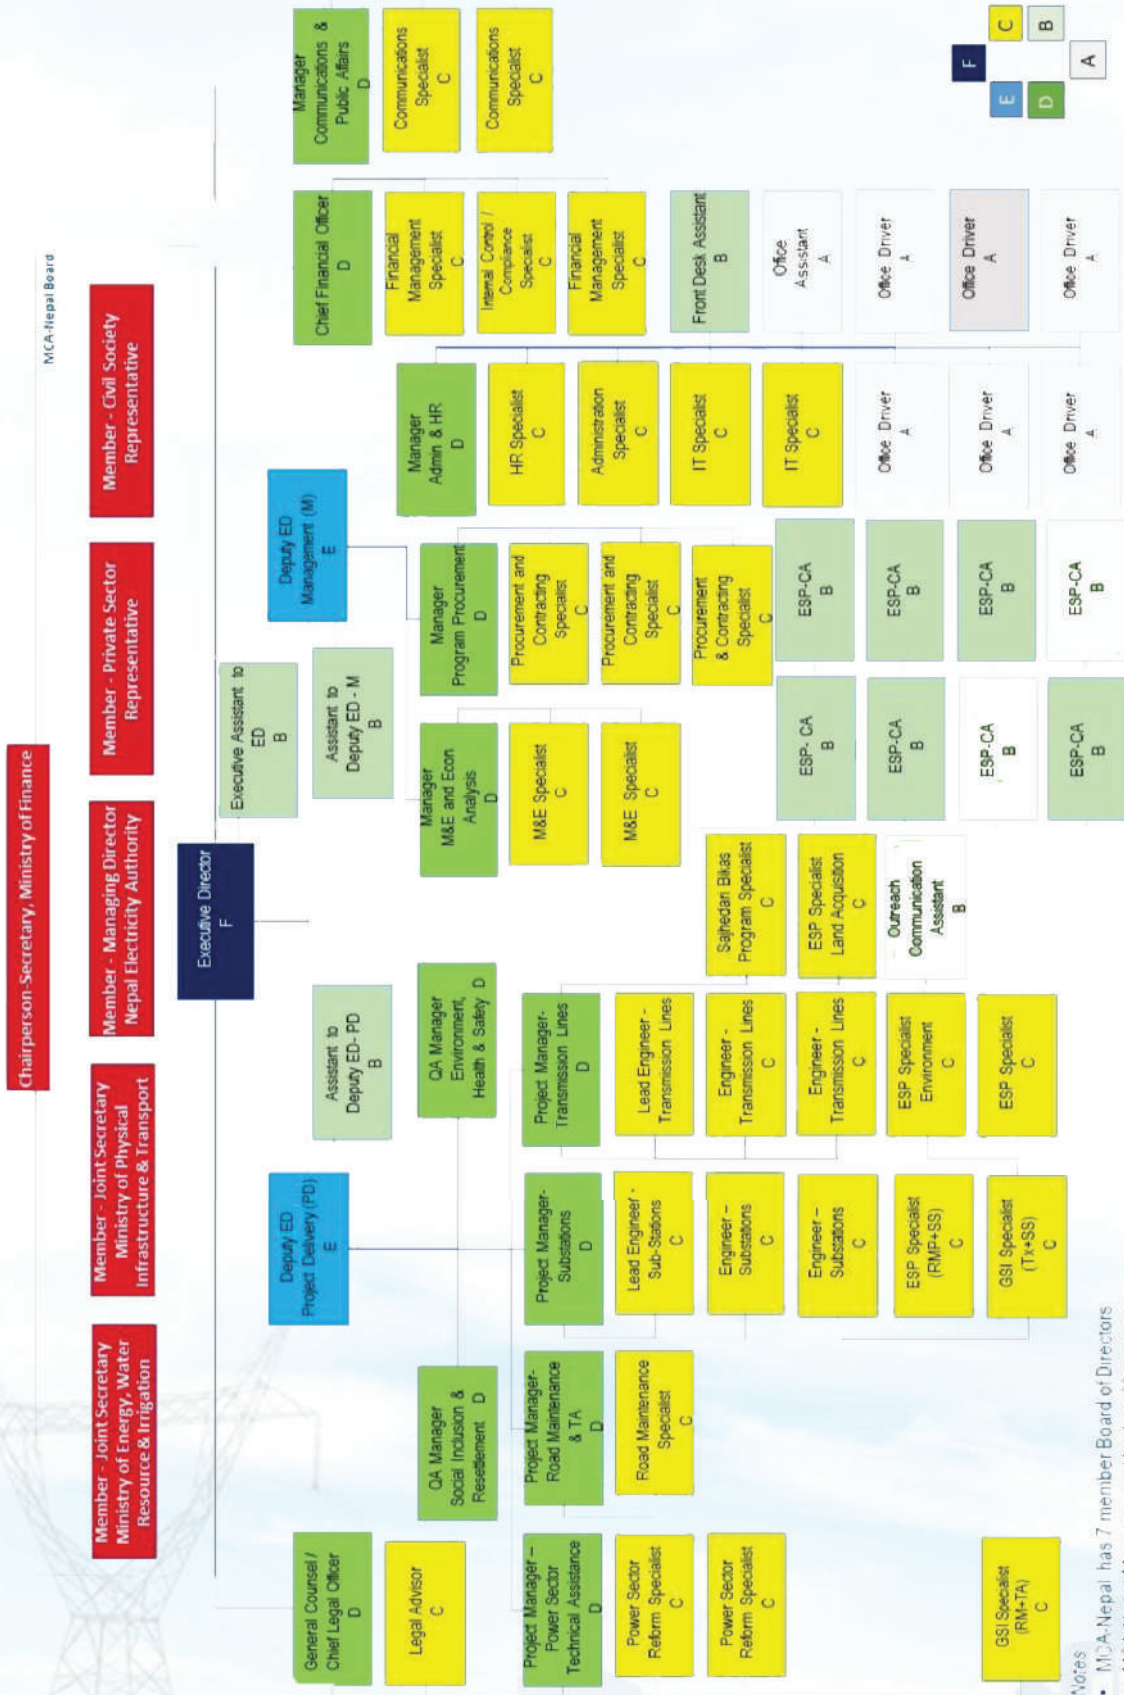 Chairperson-Secretary, Ministry of Finance
MCA-Nepal Board
Member - Joint Secretary
Ministry of Energy, Water
Resource & Irrigation
Member - Joint Secretary
Ministry of Physical
Infrastructure & Transport
Member - Managing Director
Nepal Electricity Authority
Member - Private Sector
Representative
Member - Civil Society
Representative
Executive Director
F
Executive Assistant to
ED
B
Deputy ED
Project Delivery (PD)
E
Assistant to
Deputy ED- PD
B
Assistant to
Deputy ED - M
B
Deputy ED
Management (M)
E
General Counsel /
Chief Legal Officer
D
Legal Advisor
C
Chief Financial Officer
D
Financial
Management
Specialist
C
Internal Control /
Compliance
Specialist
C
Financial
Management
Specialist
C
Manager
Communications &
Public Affairs
D
Communications
Specialist
C
Communications
Specialist
C
QA Manager
Social Inclusion &
Resettlement D
QA Manager
Environment,
Health & Safety D
Manager
M&E and Econ
Analysis
D
M&E Specialist
C
M&E Specialist
C
Manager
Program Procurement
D
Procurement and
Contracting
Specialist
C
Procurement and
Contracting
Specialist
C
Procurement
& Contracting
Specialist
C
Manager
Admin & HR
D
HR Specialist
C
Administration
Specialist
C
IT Specialist
C
IT Specialist
C
Office Driver
A
Office Driver
A
Office Driver
A
Front Desk Assistant
B
Office
Assistant
A
Office Driver
A
Office Driver
A
Office Driver
A
Project Manager –
Power Sector
Technical Assistance
D
Power Sector
Reform Specialist
C
Power Sector
Reform Specialist
C
GSI Specialist
(RM+TA)
C
Project Manager-
Road Maintenance
& TA
D
Road Maintenance
Specialist
C
Project Manager-
Substations
D
Lead Engineer -
Sub-Stations
C
Engineer –
Substations
C
Engineer –
Substations
C
ESP Specialist
(RMP+SS)
C
GSI Specialist
(Tx+SS)
C
Project Manager-
Transmission Lines
D
Lead Engineer -
Transmission Lines
C
Engineer -
Transmission Lines
C
Engineer -
Transmission Lines
C
ESP Specialist
Environment
C
ESP Specialist
C
Sajhedari Bikas
Program Specialist
C
ESP Specialist
Land Acquisition
C
Outreach
Communication
Assistant
B
ESP- CA
B
ESP-CA
B
ESP-CA
B
ESP-CA
B
ESP-CA
B
ESP-CA
B
ESP-CA
B
ESP-CA
B
F
E
C
D
B
A
Notes
• MCA-Nepal has 7 member Board of Directors